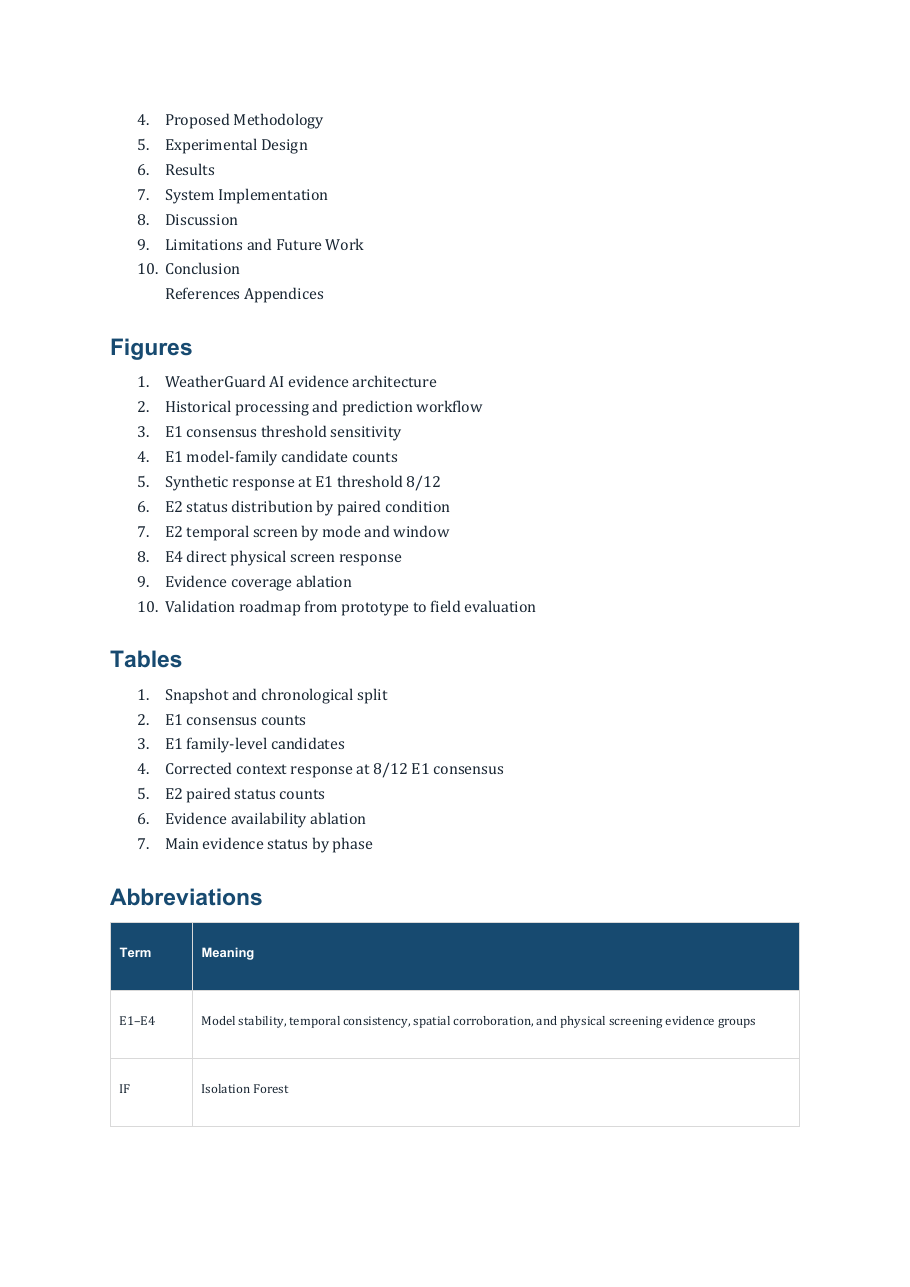 4. Proposed Methodology
5. Experimental Design
6. Results
7. System Implementation
8. Discussion
9. Limitations and Future Work
10. Conclusion
References Appendices
Figures
1. WeatherGuard AI evidence architecture
2. Historical processing and prediction workflow
3. E1 consensus threshold sensitivity
4. E1 model-family candidate counts
5. Synthetic response at E1 threshold 8/12
6. E2 status distribution by paired condition
7. E2 temporal screen by mode and window
8. E4 direct physical screen response
9. Evidence coverage ablation
10. Validation roadmap from prototype to field evaluation
Tables
1. Snapshot and chronological split
2. E1 consensus counts
3. E1 family-level candidates
4. Corrected context response at 8/12 E1 consensus
5. E2 paired status counts
6. Evidence availability ablation
7. Main evidence status by phase
Abbreviations
Term Meaning
E1–E4 Model stability, temporal consistency, spatial corroboration, and physical screening evidence groups
IF Isolation Forest